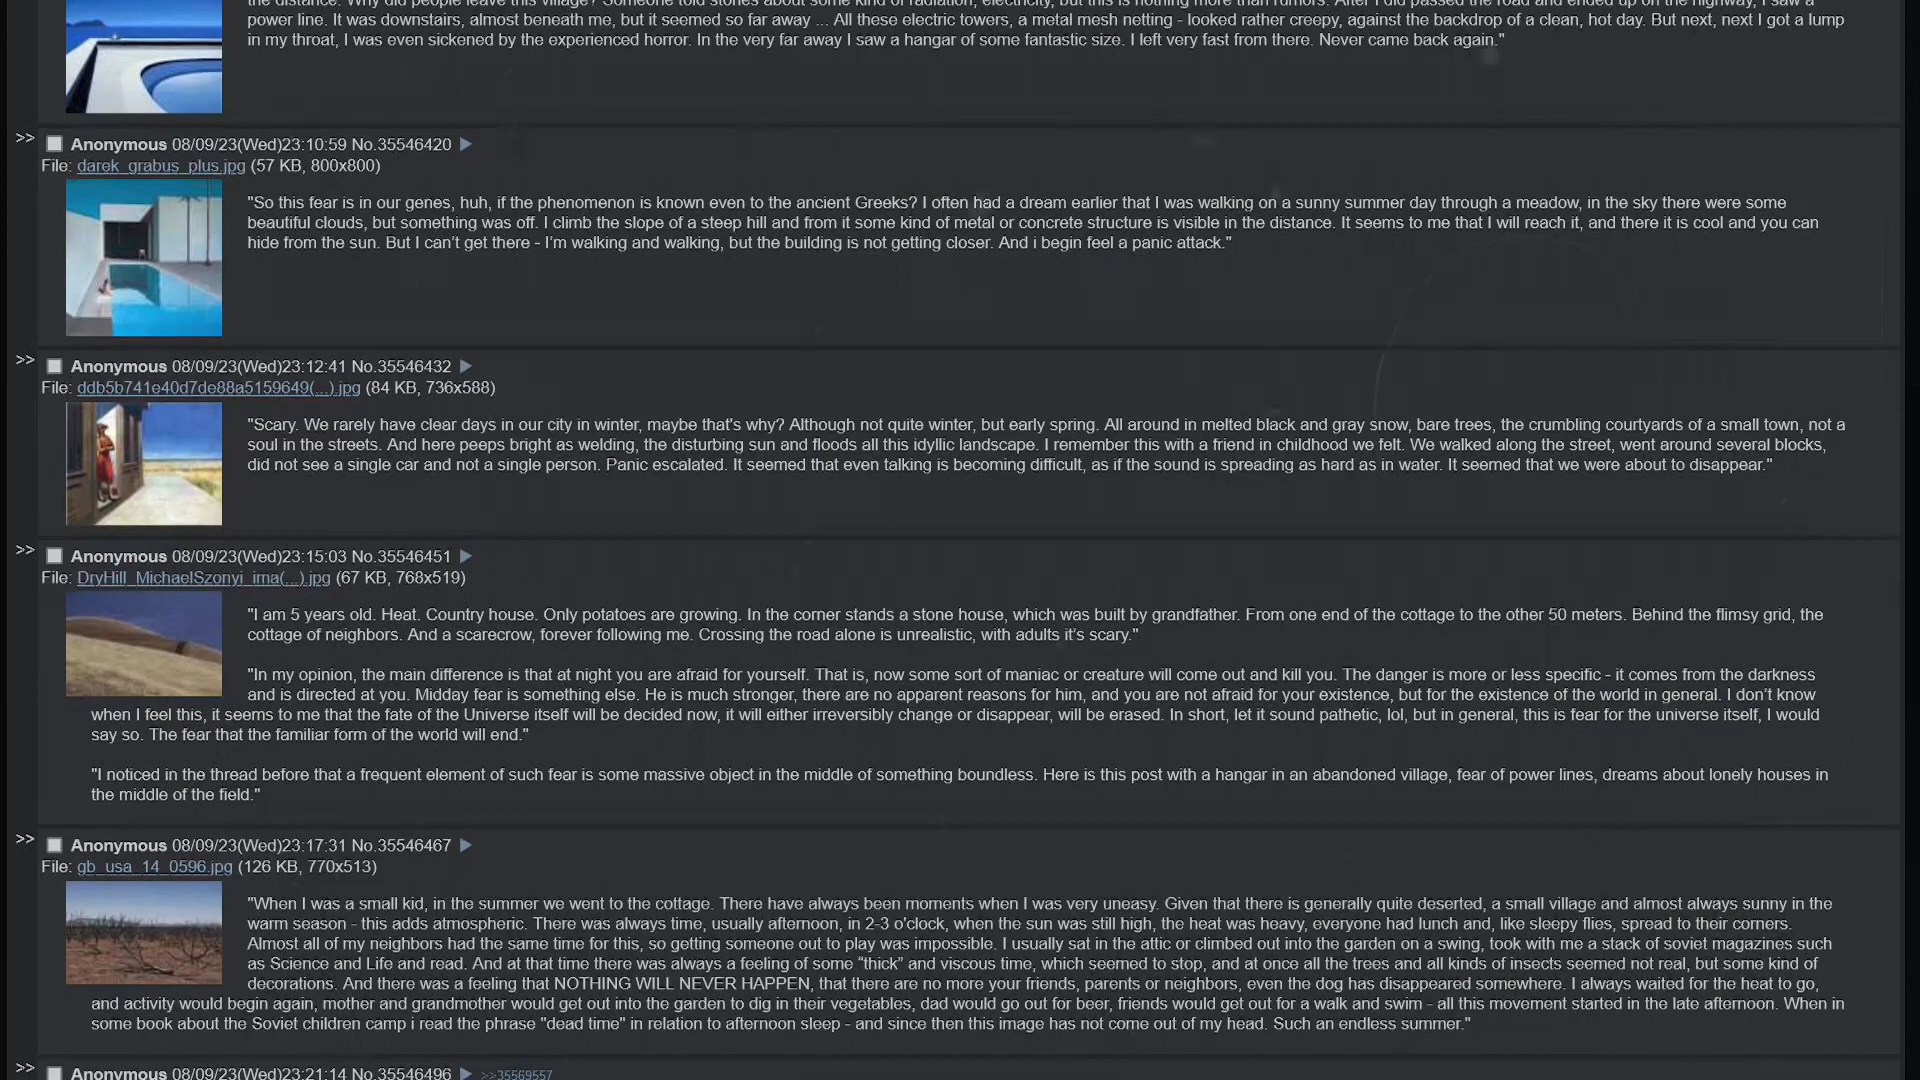 the distance. Why did people leave this village? Someone told stories about some kind of radiation, electricity, but this is nothing more than rumors. After I did passed the road and ended up on the highway, I saw a
power line. It was downstairs, almost beneath me, but it seemed so far away ... All these electric towers, a metal mesh netting - looked rather creepy, against the backdrop of a clean, hot day. But next, next I got a lump
in my throat, I was even sickened by the experienced horror. In the very far away I saw a hangar of some fantastic size. I left very fast from there. Never came back again."
>> Anonymous 08/09/23(Wed)23:10:59 No.35546420 ▶
File: darek_grabus_plus.jpg (57 KB, 800x800)
"So this fear is in our genes, huh, if the phenomenon is known even to the ancient Greeks? I often had a dream earlier that I was walking on a sunny summer day through a meadow, in the sky there were some
beautiful clouds, but something was off. I climb the slope of a steep hill and from it some kind of metal or concrete structure is visible in the distance. It seems to me that I will reach it, and there it is cool and you can
hide from the sun. But I can't get there - I'm walking and walking, but the building is not getting closer. And i begin feel a panic attack."
>> Anonymous 08/09/23(Wed)23:12:41 No.35546432 ▶
File: ddb5b741e40d7de88a5159649(...).jpg (84 KB, 736x588)
"Scary. We rarely have clear days in our city in winter, maybe that's why? Although not quite winter, but early spring. All around in melted black and gray snow, bare trees, the crumbling courtyards of a small town, not a
soul in the streets. And here peeps bright as welding, the disturbing sun and floods all this idyllic landscape. I remember this with a friend in childhood we felt. We walked along the street, went around several blocks,
did not see a single car and not a single person. Panic escalated. It seemed that even talking is becoming difficult, as if the sound is spreading as hard as in water. It seemed that we were about to disappear."
>> Anonymous 08/09/23(Wed)23:15:03 No.35546451 ▶
File: DryHill_MichaelSzonyi_ima(...).jpg (67 KB, 768x519)
"I am 5 years old. Heat. Country house. Only potatoes are growing. In the corner stands a stone house, which was built by grandfather. From one end of the cottage to the other 50 meters. Behind the flimsy grid, the
cottage of neighbors. And a scarecrow, forever following me. Crossing the road alone is unrealistic, with adults it's scary."
"In my opinion, the main difference is that at night you are afraid for yourself. That is, now some sort of maniac or creature will come out and kill you. The danger is more or less specific - it comes from the darkness
and is directed at you. Midday fear is something else. He is much stronger, there are no apparent reasons for him, and you are not afraid for your existence, but for the existence of the world in general. I don't know
when I feel this, it seems to me that the fate of the Universe itself will be decided now, it will either irreversibly change or disappear, will be erased. In short, let it sound pathetic, lol, but in general, this is fear for the universe itself, I would
say so. The fear that the familiar form of the world will end."
"I noticed in the thread before that a frequent element of such fear is some massive object in the middle of something boundless. Here is this post with a hangar in an abandoned village, fear of power lines, dreams about lonely houses in
the middle of the field."
>> Anonymous 08/09/23(Wed)23:17:31 No.35546467 ▶
File: gb_usa_14_0596.jpg (126 KB, 770x513)
"When I was a small kid, in the summer we went to the cottage. There have always been moments when I was very uneasy. Given that there is generally quite deserted, a small village and almost always sunny in the
warm season - this adds atmospheric. There was always time, usually afternoon, in 2-3 o'clock, when the sun was still high, the heat was heavy, everyone had lunch and, like sleepy flies, spread to their corners.
Almost all of my neighbors had the same time for this, so getting someone out to play was impossible. I usually sat in the attic or climbed out into the garden on a swing, took with me a stack of soviet magazines such
as Science and Life and read. And at that time there was always a feeling of some “thick” and viscous time, which seemed to stop, and at once all the trees and all kinds of insects seemed not real, but some kind of
decorations. And there was a feeling that NOTHING WILL NEVER HAPPEN, that there are no more your friends, parents or neighbors, even the dog has disappeared somewhere. I always waited for the heat to go,
and activity would begin again, mother and grandmother would get out into the garden to dig in their vegetables, dad would go out for beer, friends would get out for a walk and swim - all this movement started in the late afternoon. When in
some book about the Soviet children camp i read the phrase "dead time" in relation to afternoon sleep - and since then this image has not come out of my head. Such an endless summer."
>> Anonymous 08/09/23(Wed)23:21:14 No.35546496 ▶ >>35569557